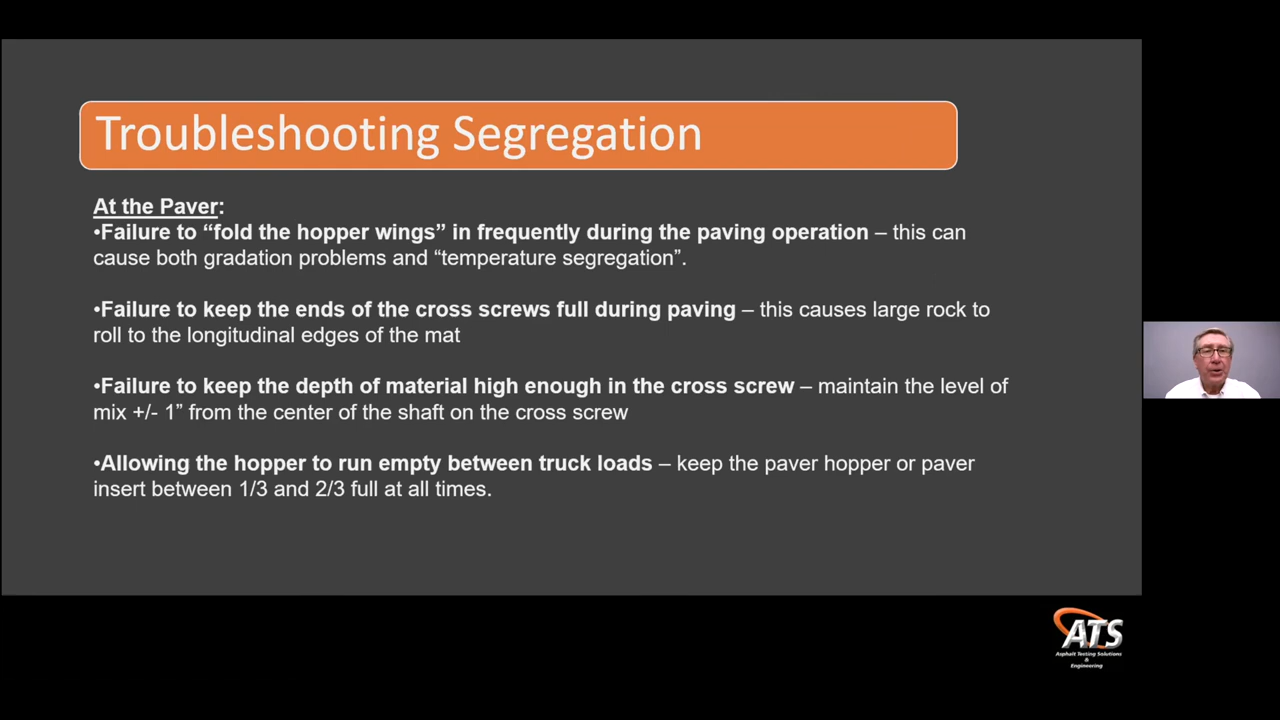 Troubleshooting Segregation
At the Paver:
•Failure to “fold the hopper wings” in frequently during the paving operation – this can
cause both gradation problems and “temperature segregation”.
•Failure to keep the ends of the cross screws full during paving – this causes large rock to
roll to the longitudinal edges of the mat
•Failure to keep the depth of material high enough in the cross screw – maintain the level of
mix +/- 1” from the center of the shaft on the cross screw
•Allowing the hopper to run empty between truck loads – keep the paver hopper or paver
insert between 1/3 and 2/3 full at all times.
ATS
Asphalt Testing Solutions
&
Engineering